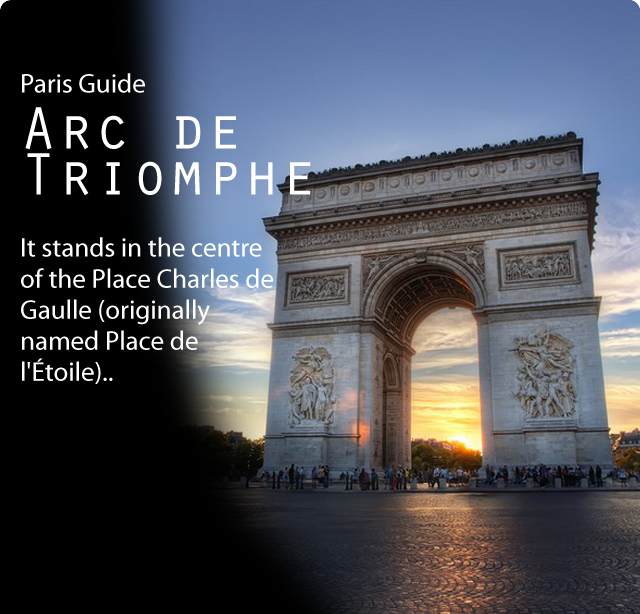 Paris Guide
ARC DE
TRIOMPHE
It stands in the centre
of the Place Charles de
Gaulle (originally
named Place de
l'Étoile)..